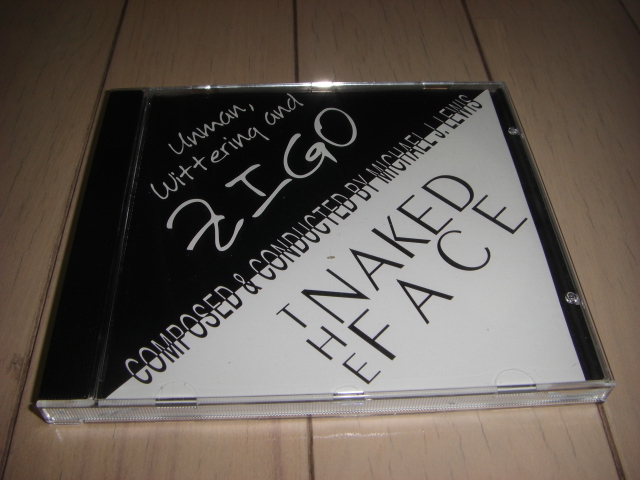 Unman,
Wittering and
ZIGO
COMPOSED & CONDUCTED BY MICHAEL J. LEWIS
THE
NAKED
FACE